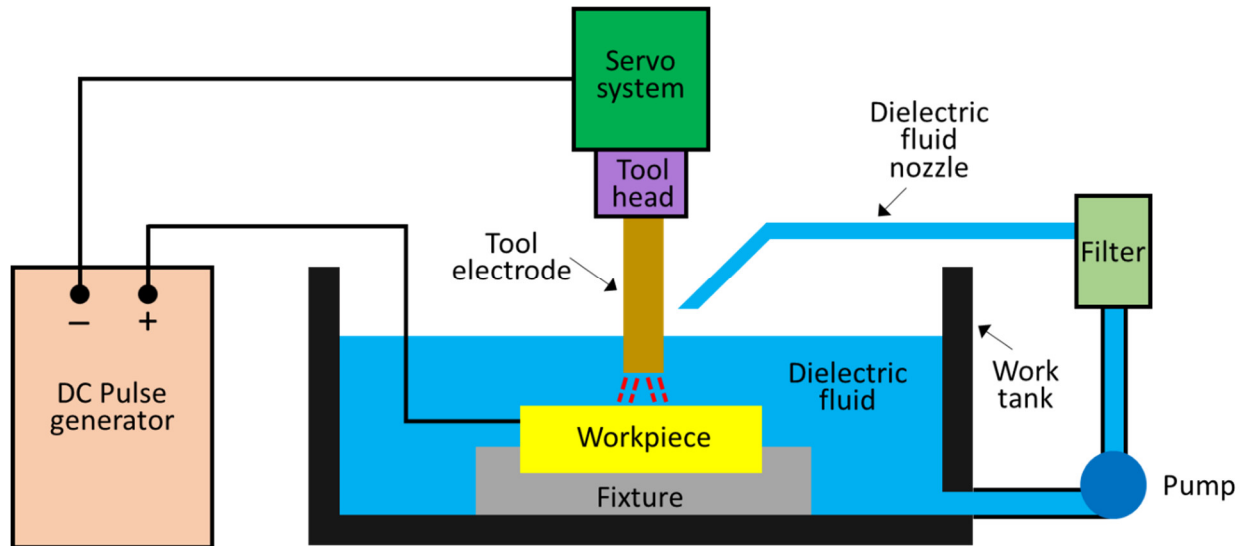 Servo
system
Tool
head
Dielectric
fluid
nozzle
Tool
electrode
Filter
− +
DC Pulse
generator
Dielectric
fluid
Work
tank
Workpiece
Fixture
Pump